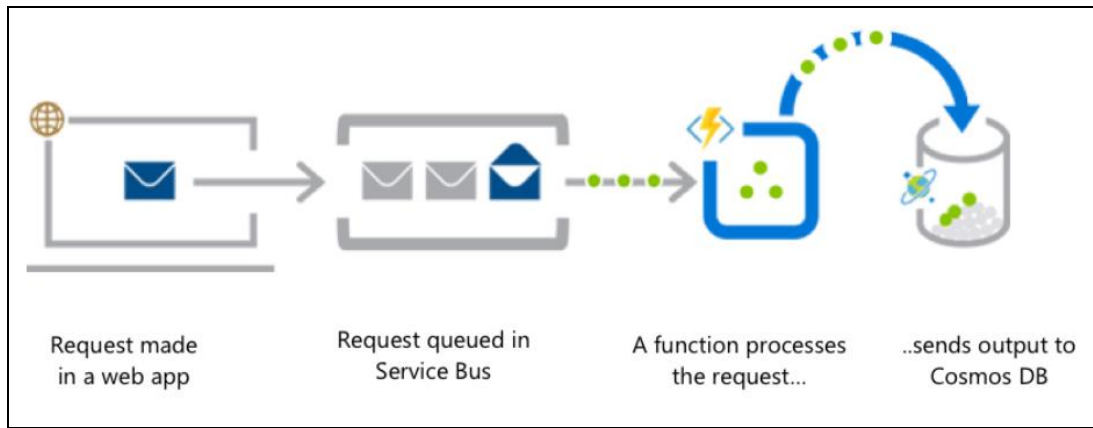 Request made
in a web app
Request queued in
Service Bus
A function processes
the request...
..sends output to
Cosmos DB